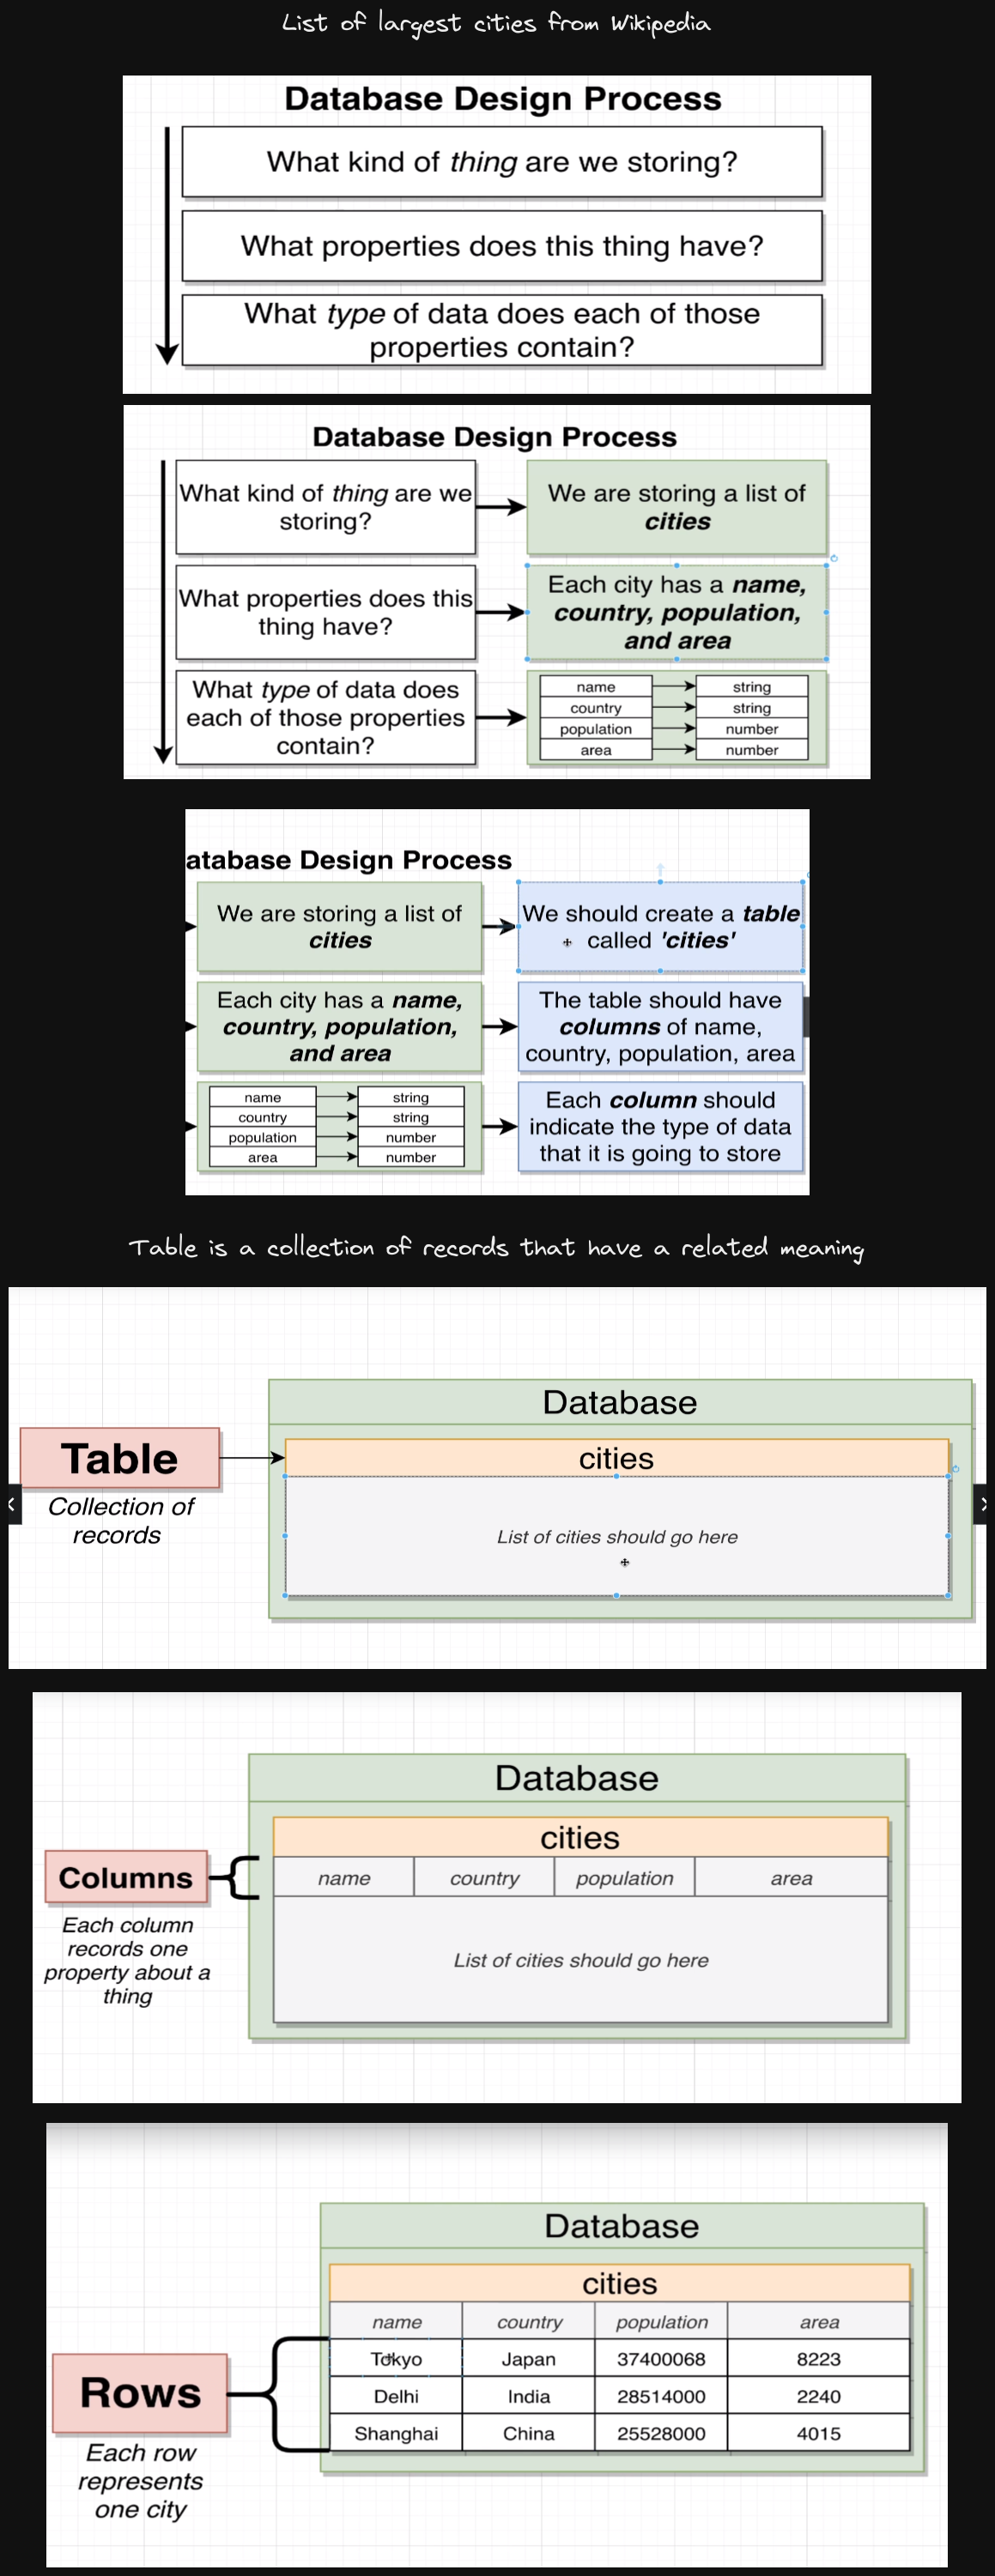 List of largest cities from Wikipedia
Database Design Process
What kind of thing are we storing?
What properties does this thing have?
What type of data does each of those
properties contain?
Database Design Process
What kind of thing are we
storing?
We are storing a list of
cities
What properties does this
thing have?
Each city has a name,
country, population,
and area
What type of data does
each of those properties
contain?
name string
country string
population number
area number
atabase Design Process
We are storing a list of
cities
We should create a table
called 'cities'
Each city has a name,
country, population,
and area
The table should have
columns of name,
country, population, area
name string
country string
population number
area number
Each column should
indicate the type of data
that it is going to store
Table is a collection of records that have a related meaning
Database
Table
cities
Collection of
records
List of cities should go here
Database
cities
Columns
name country population area
Each column
records one
property about a
thing
List of cities should go here
Database
cities
name country population area
Tokyo Japan 37400068 8223
Delhi India 28514000 2240
Shanghai China 25528000 4015
Rows
Each row
represents
one city